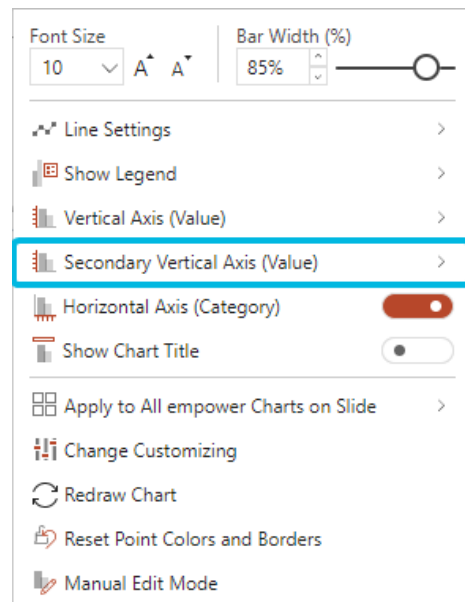 Font Size Bar Width (%)
10 A A 85%
Line Settings
Show Legend
Vertical Axis (Value)
Secondary Vertical Axis (Value)
Horizontal Axis (Category)
Show Chart Title
Apply to All empower Charts on Slide
Change Customizing
Redraw Chart
Reset Point Colors and Borders
Manual Edit Mode